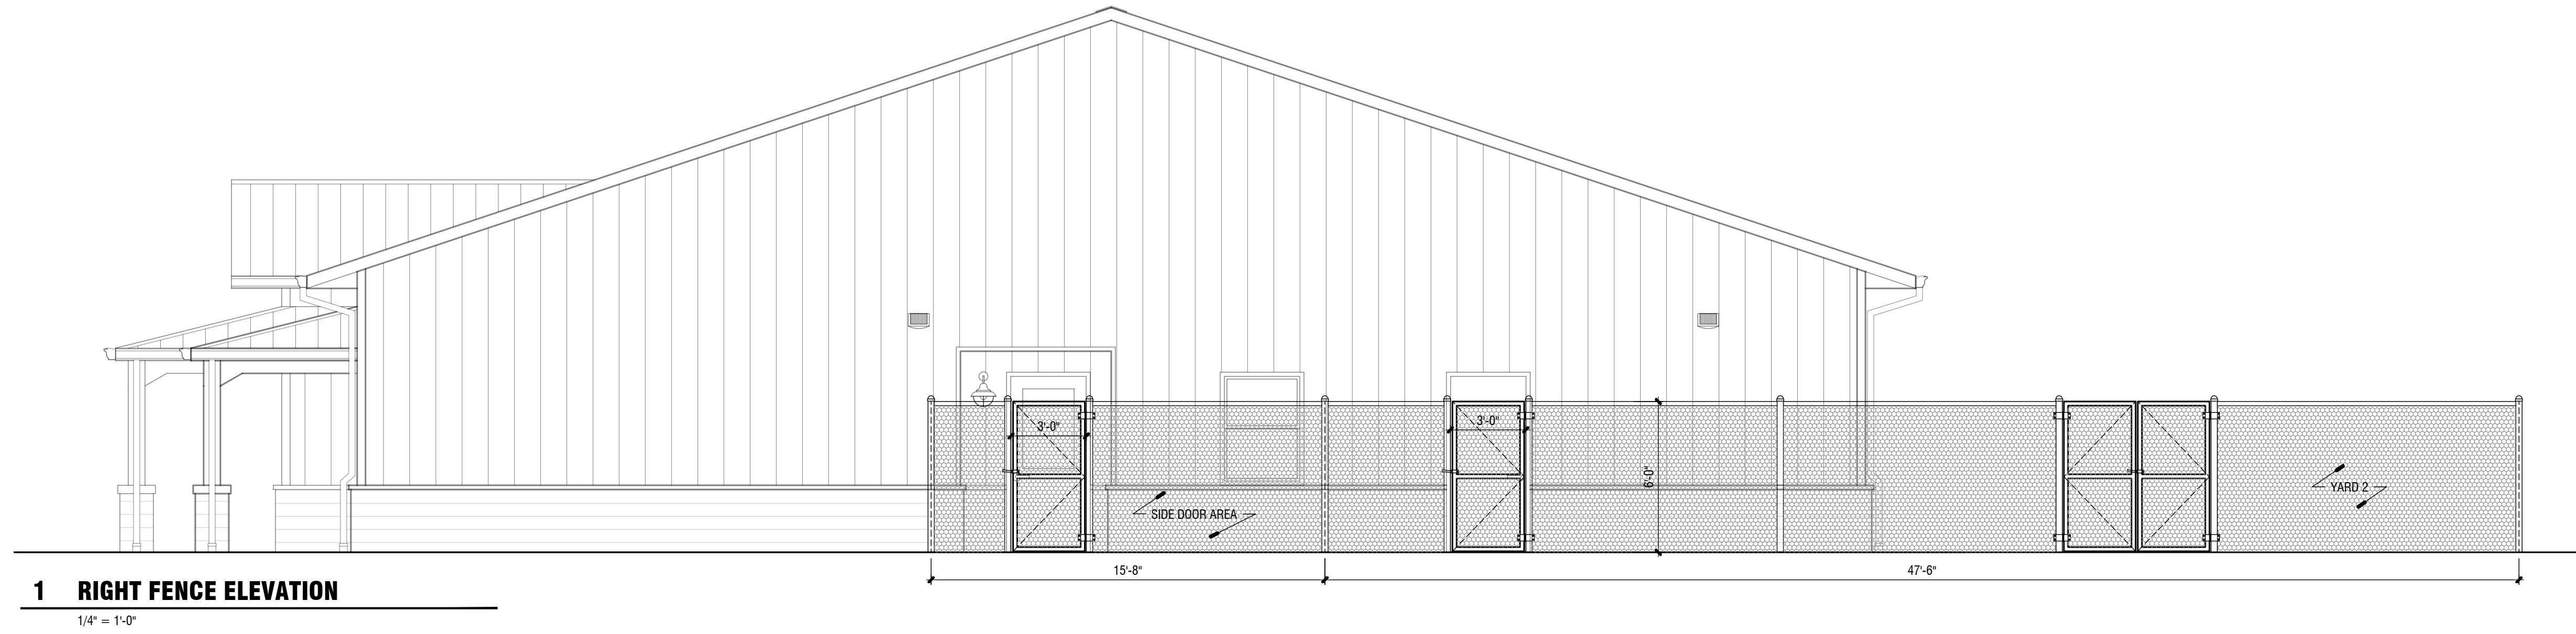 3'-0"
3'-0"
6'-0"
YARD 2
SIDE DOOR AREA
15'-8"
47'-6"
1 RIGHT FENCE ELEVATION
1/4" = 1'-0"